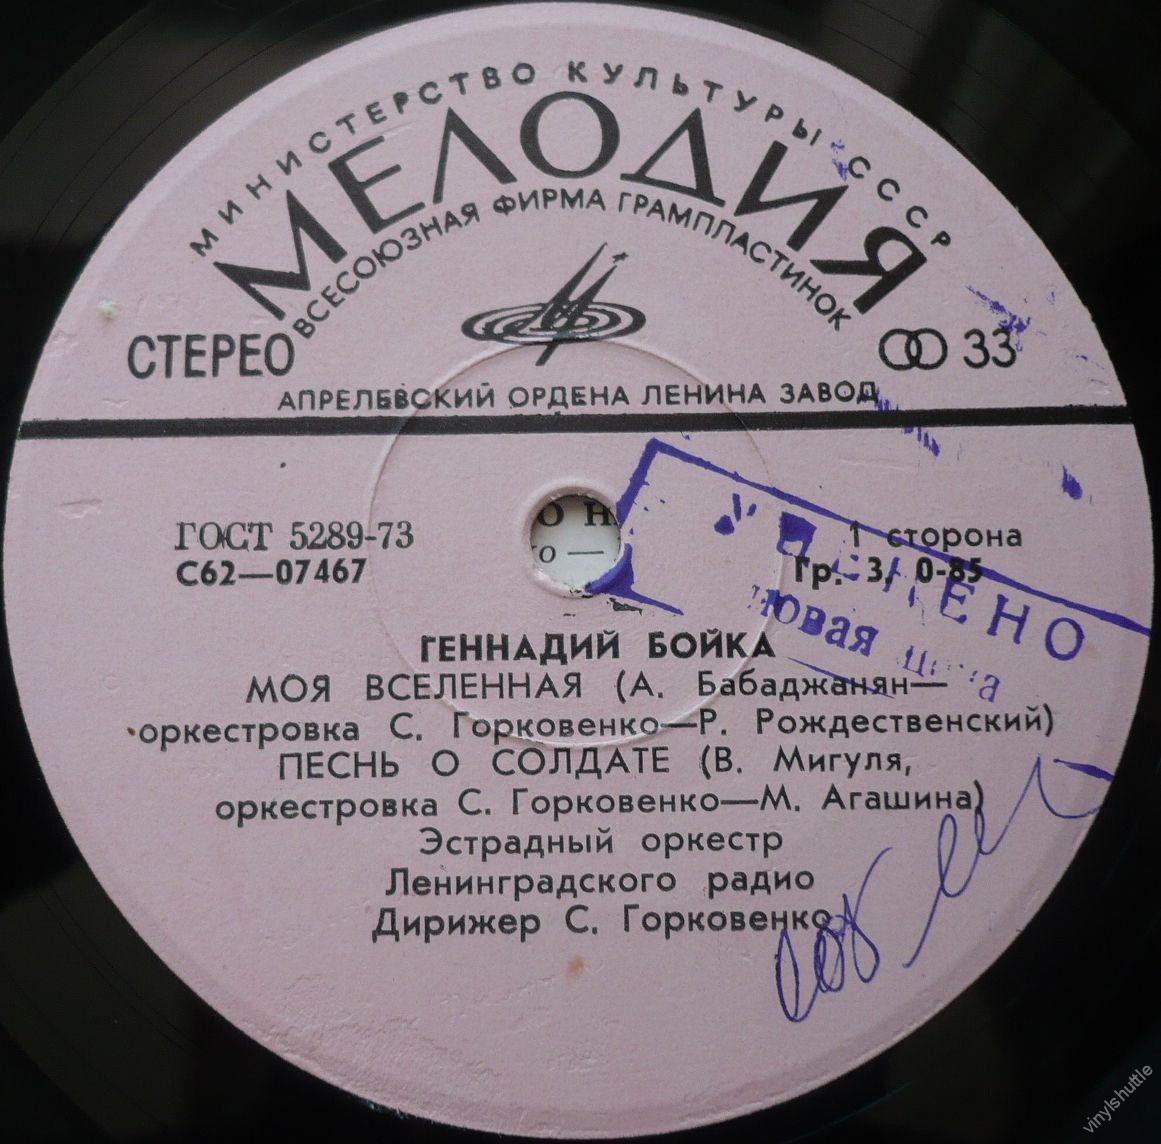 МИНИСТЕРСТВО КУЛЬТУРЫ СССР
МЕЛОДИЯ
ВСЕСОЮЗНАЯ ФИРМА ГРАМПЛАСТИНОК
СТЕРЕО
33
АПРЕЛЕВСКИЙ ОРДЕНА ЛЕНИНА ЗАВОД
ГОСТ 5289-73
С62—07467
1 сторона
Гр. 3, 0-85
новая
ГЕННАДИЙ БОЙКА
МОЯ ВСЕЛЕННАЯ (А. Бабаджанян—
оркестровка С. Горковенко—Р. Рождественский)
ПЕСНЬ О СОЛДАТЕ (В. Мигуля,
оркестровка С. Горковенко—М. Агашина)
Эстрадный оркестр
Ленинградского радио
Дирижер С. Горковенко
vinylshuttle